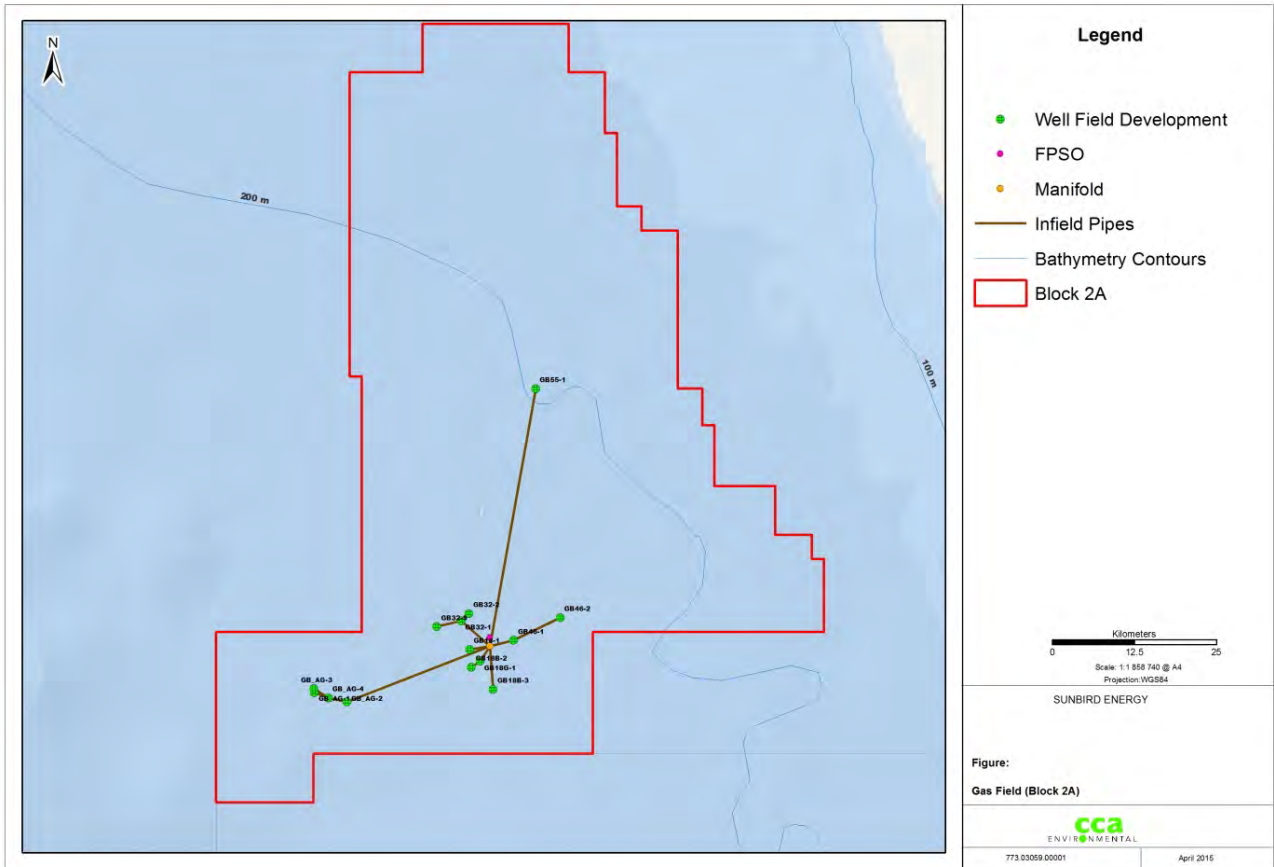 N
200 m
100 m
GB55-1
GB32-2
GB46-2
GB32-1
GB46-1
GB18B-2
GB18G-1
GB18B-3
GB_AG-3
GB_AG-4
GB_AG-1
GB_AG-2
Legend
Well Field Development
FPSO
Manifold
Infield Pipes
Bathymetry Contours
Block 2A
Kilometers
0 12.5 25
Scale: 1:1 858 740 @ A4
Projection:WGS84
SUNBIRD ENERGY
Figure:
Gas Field (Block 2A)
cca
ENVIRONMENTAL
773.03059.00001
April 2015